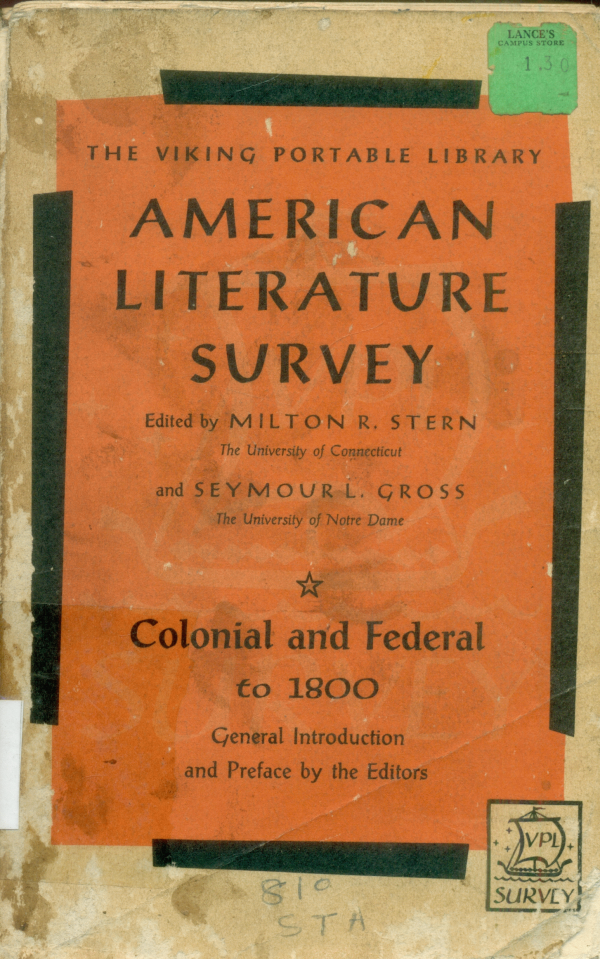 LANCE'S
CAMPUS STORE
1.30
THE VIKING PORTABLE LIBRARY
AMERICAN
LITERATURE
SURVEY
Edited by MILTON R. STERN
The University of Connecticut
and SEYMOUR L. GROSS
The University of Notre Dame
Colonial and Federal
to 1800
General Introduction
and Preface by the Editors
VPL
SURVEY
VPL
SURVEY
810
STA